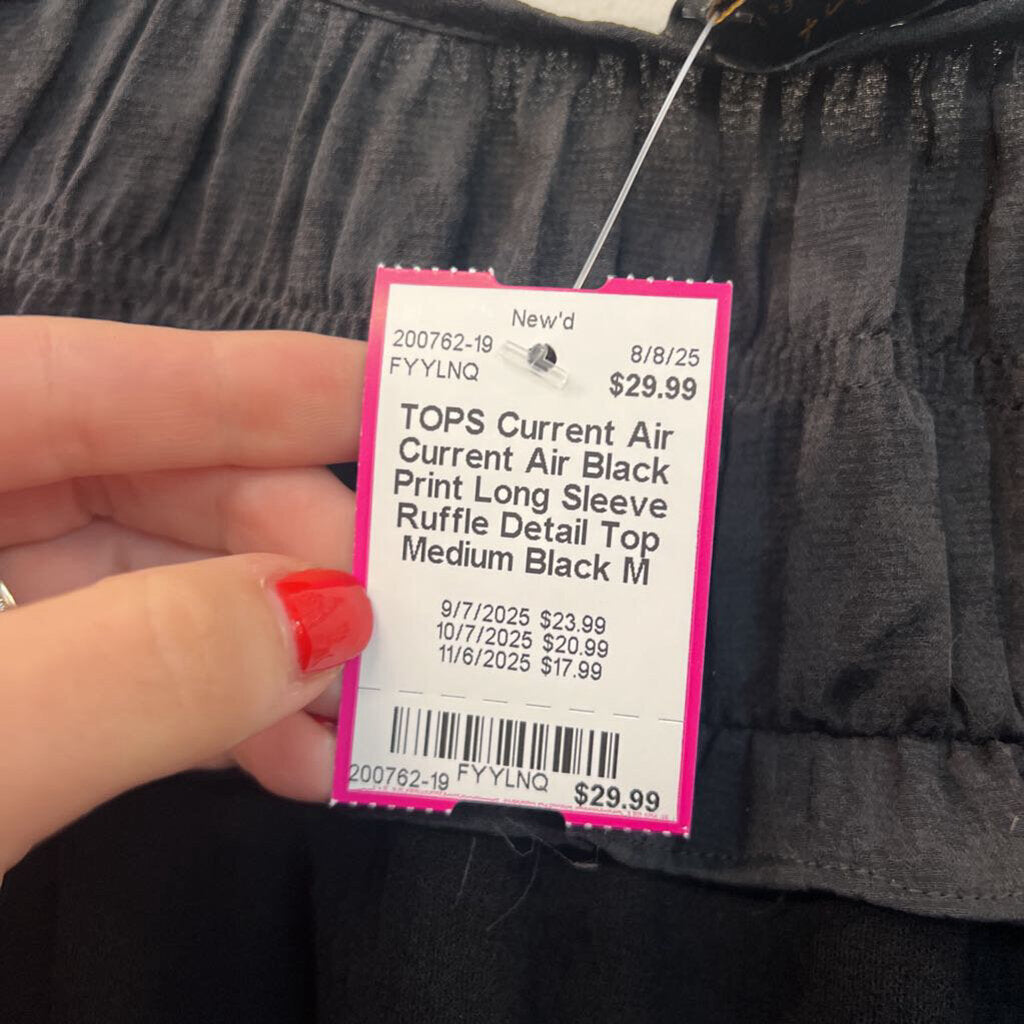 New'd
200762-19 8/8/25
FYYLNQ $29.99
TOPS Current Air
Current Air Black
Print Long Sleeve
Ruffle Detail Top
Medium Black M
9/7/2025 $23.99
10/7/2025 $20.99
11/6/2025 $17.99
200762-19 FYYLNQ $29.99